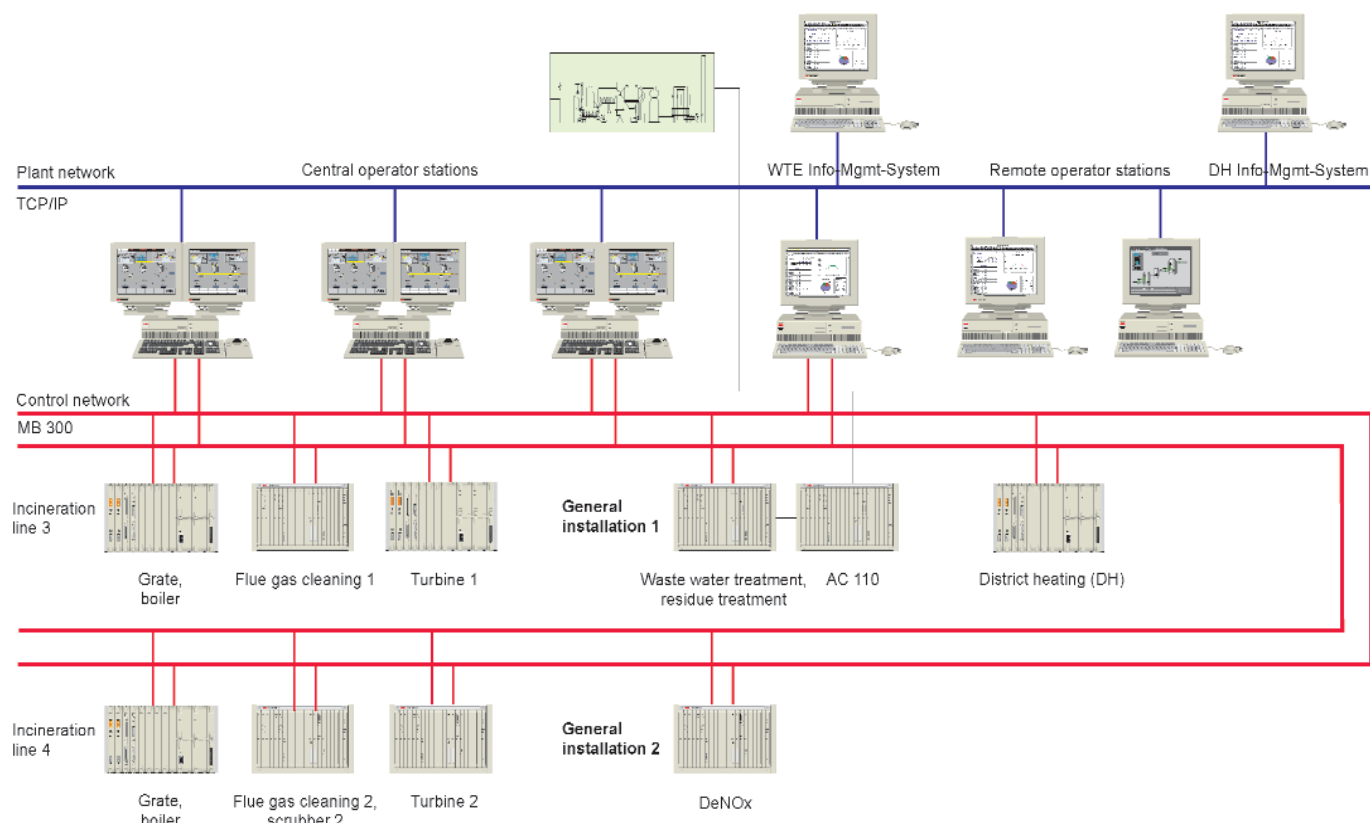 Plant network
Central operator stations
WTE Info-Mgmt-System
Remote operator stations
DH Info-Mgmt-System
TCP/IP
Control network
MB 300
Incineration
line 3
General
installation 1
Grate,
boiler
Flue gas cleaning 1
Turbine 1
Waste water treatment,
residue treatment
AC 110
District heating (DH)
Incineration
line 4
General
installation 2
Grate,
boiler
Flue gas cleaning 2,
scrubber 2
Turbine 2
DeNOx